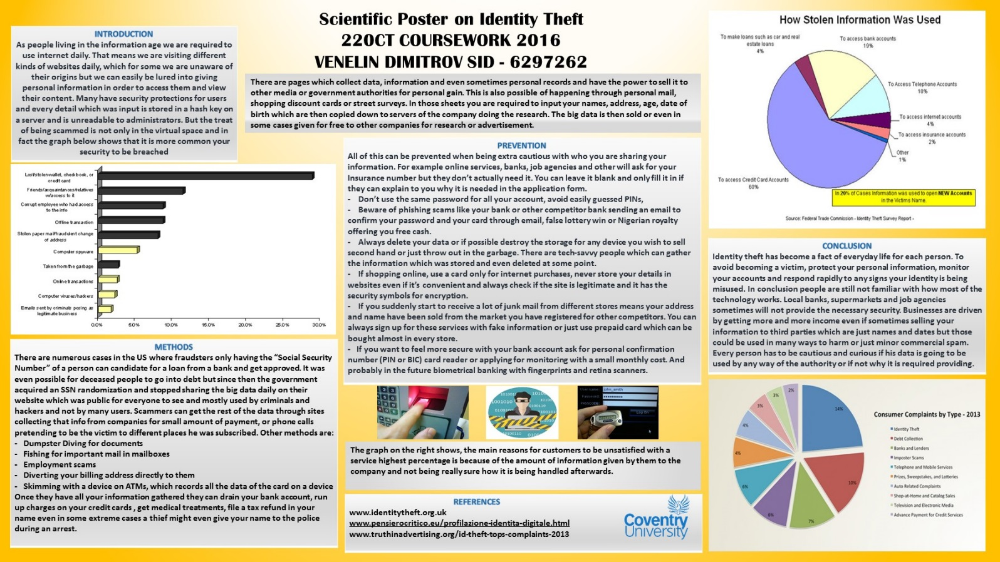 Scientific Poster on Identity Theft
220CT COURSEWORK 2016
VENELIN DIMITROV SID - 6297262
INTRODUCTION
As people living in the information age we are required to
use internet daily. That means we are visiting different
kinds of websites daily, which for some we are unaware of
their origins but we can easily be lured into giving
personal information in order to access them and view
their content. Many have security protections for users
and every detail which was input is stored in a hash key on
a server and is unreadable to administrators. But the treat
of being scammed is not only in the virtual space and in
fact the graph below shows that it is more common your
security to be breached
Lost/stolen wallet, checkbook, or
credit card
Friends/acquaintances/relatives
w/access to it
Corrupt employee who had access
to the info
Offline transaction
Stolen paper mail/fraudulent change
of address
Computer spyware
Taken from the garbage
Online transactions
Computer viruses/hackers
Emails sent by criminals posing as
legitimate business
0.0% 5.0% 10.0% 15.0% 20.0% 25.0% 30.0%
METHODS
There are numerous cases in the US where fraudsters only having the “Social Security
Number” of a person can candidate for a loan from a bank and get approved. It was
even possible for deceased people to go into debt but since then the government
acquired an SSN randomization and stopped sharing the big data daily on their
website which was public for everyone to see and mostly used by criminals and
hackers and not by many users. Scammers can get the rest of the data through sites
collecting that info from companies for small amount of payment, or phone calls
pretending to be the victim to different places he was subscribed. Other methods are:
- Dumpster Diving for documents
- Fishing for important mail in mailboxes
- Employment scams
- Diverting your billing address directly to them
- Skimming with a device on ATMs, which records all the data of the card on a device
Once they have all your information gathered they can drain your bank account, run
up charges on your credit cards , get medical treatments, file a tax refund in your
name even in some extreme cases a thief might even give your name to the police
during an arrest.
There are pages which collect data, information and even sometimes personal records and have the power to sell it to
other media or government authorities for personal gain. This is also possible of happening through personal mail,
shopping discount cards or street surveys. In those sheets you are required to input your names, address, age, date of
birth which are then copied down to servers of the company doing the research. The big data is then sold or even in
some cases given for free to other companies for research or advertisement.
PREVENTION
All of this can be prevented when being extra cautious with who you are sharing your
information. For example online services, banks, job agencies and other will ask for your
Insurance number but they don’t actually need it. You can leave it blank and only fill it in if
they can explain to you why it is needed in the application form.
- Don’t use the same password for all your account, avoid easily guessed PINs,
- Beware of phishing scams like your bank or other competitor bank sending an email to
confirm your password and your card through email, false lottery win or Nigerian royalty
offering you free cash.
- Always delete your data or if possible destroy the storage for any device you wish to sell
second hand or just throw out in the garbage. There are tech-savvy people which can gather
the information which was stored and even deleted at some point.
- If shopping online, use a card only for internet purchases, never store your details in
websites even if it’s convenient and always check if the site is legitimate and it has the
security symbols for encryption.
- If you suddenly start to receive a lot of junk mail from different stores means your address
and name have been sold from the market you have registered for other competitors. You can
always sign up for these services with fake information or just use prepaid card which can be
bought almost in every store.
- If you want to feel more secure with your bank account ask for personal confirmation
number (PIN or BIC) card reader or applying for monitoring with a small monthly cost. And
probably in the future biometrical banking with fingerprints and retina scanners.
john_smith
Password:
PASSCODE:
Log On
The graph on the right shows, the main reasons for customers to be unsatisfied with a
service highest percentage is because of the amount of information given by them to the
company and not being really sure how it is being handled afterwards.
REFERENCES
www.identitytheft.org.uk
www.pensierocritico.eu/profilazione-identita-digitale.html
www.truthinadvertising.org/id-theft-tops-complaints-2013
Coventry
University
How Stolen Information Was Used
To make loans such as car and real
estate loans
4%
To access bank accounts
19%
To Access Telephone Accounts
10%
To access internet accounts
4%
To access insurance accounts
2%
Other
1%
To access Credit Card Accounts
60%
In 20% of Cases Information was used to open NEW Accounts
in the Victims Name.
Source: Federal Trade Commission - Identity Theft Survey Report -
CONCLUSION
Identity theft has become a fact of everyday life for each person. To
avoid becoming a victim, protect your personal information, monitor
your accounts and respond rapidly to any signs your identity is being
misused. In conclusion people are still not familiar with how most of the
technology works. Local banks, supermarkets and job agencies
sometimes will not provide the necessary security. Businesses are driven
by getting more and more income even if sometimes selling your
information to third parties which are just names and dates but those
could be used in many ways to harm or just minor commercial spam.
Every person has to be cautious and curious if his data is going to be
used by any way of the authority or if not why it is required providing.
Consumer Complaints by Type - 2013
14%
10%
7%
6%
6%
4%
4%
3%
3%
2%
Identity Theft
Debt Collection
Banks and Lenders
Imposter Scams
Telephone and Mobile Services
Prizes, Sweepstakes, and Lotteries
Auto Related Complaints
Shop-at-Home and Catalog Sales
Television and Electronic Media
Advance Payment for Credit Services